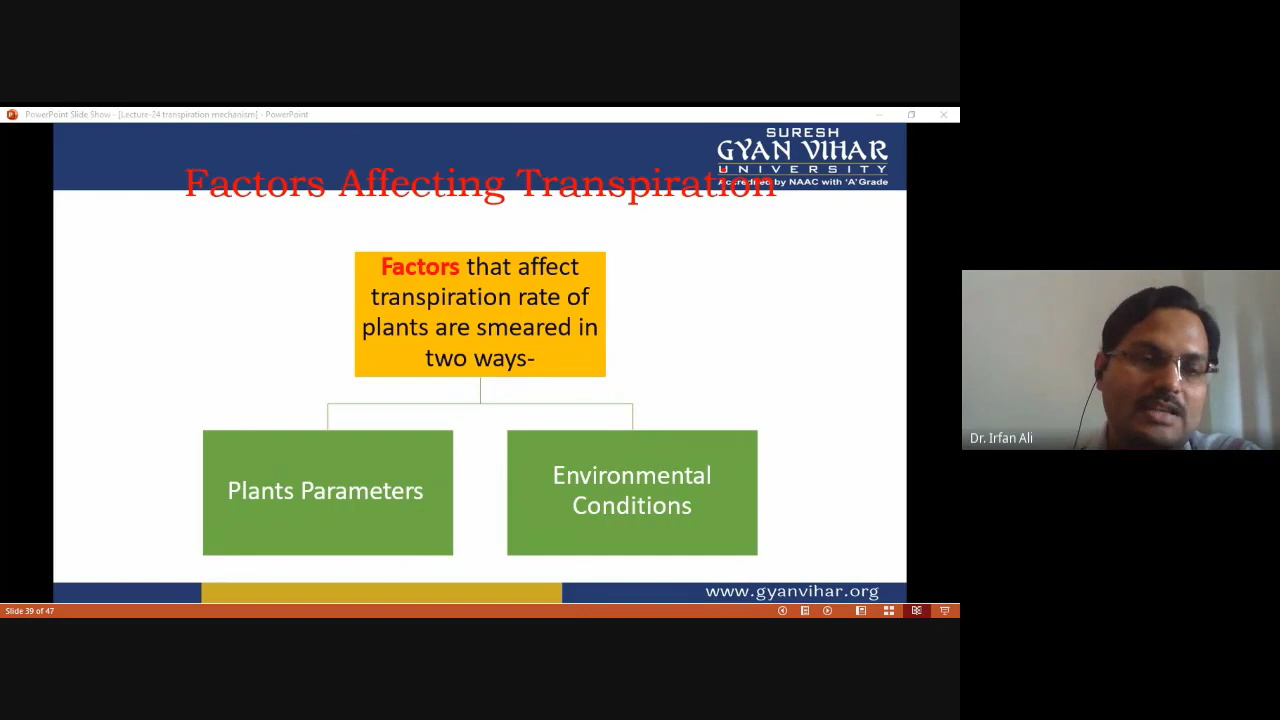 PowerPoint Slide Show - [Lecture-24 transpiration mechanism] - PowerPoint
SURESH
GYAN VIHAR
UNIVERSITY
Accredited by NAAC with 'A' Grade
Factors Affecting Transpiration
Factors that affect
transpiration rate of
plants are smeared in
two ways-
Plants Parameters
Environmental
Conditions
Dr. Irfan Ali
www.gyanvihar.org
Slide 39 of 47